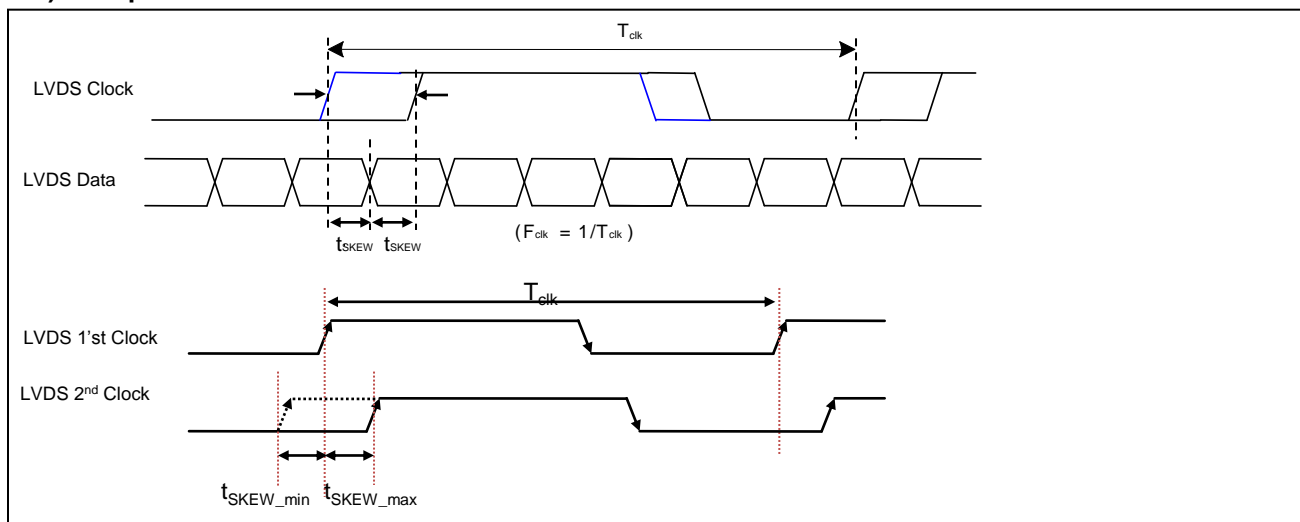 Tclk
LVDS Clock
LVDS Data
tSKEW tSKEW
(Fclk = 1/Tclk)
Tclk
LVDS 1'st Clock
LVDS 2nd Clock
tSKEW_min tSKEW_max